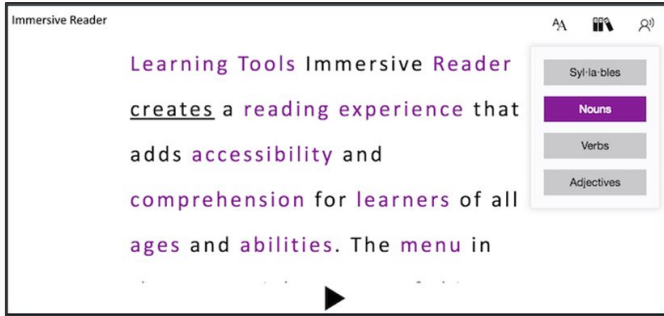 Immersive Reader
AA
Learning Tools Immersive Reader
creates a reading experience that
adds accessibility and
comprehension for learners of all
ages and abilities. The menu in
Syl·la·bles
Nouns
Verbs
Adjectives